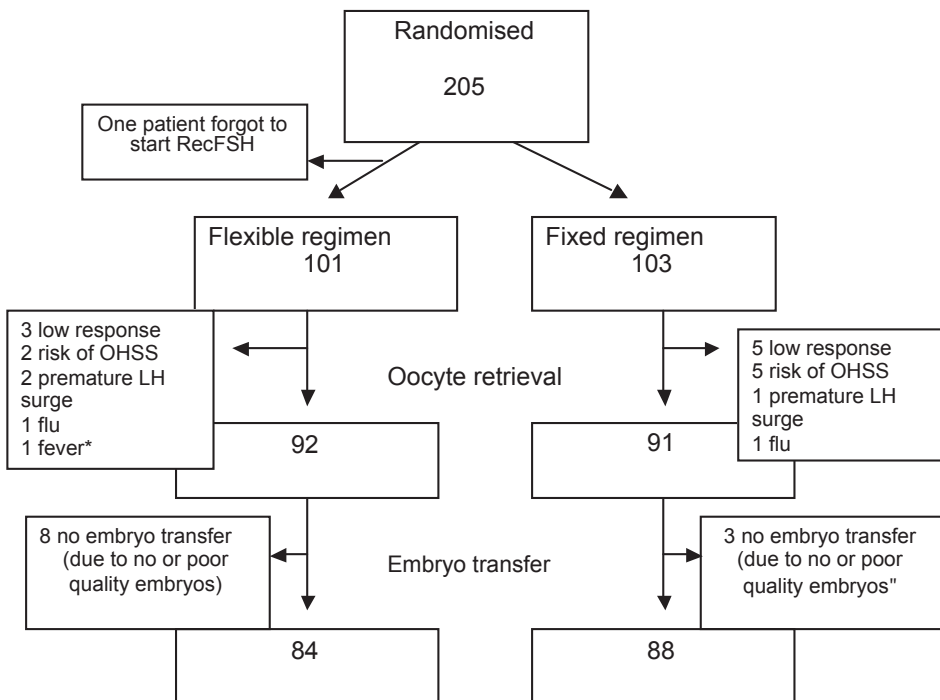 Randomised
205
One patient forgot to
start RecFSH
Flexible regimen
101
Fixed regimen
103
3 low response
2 risk of OHSS
2 premature LH
surge
1 flu
1 fever*
Oocyte retrieval
5 low response
5 risk of OHSS
1 premature LH
surge
1 flu
92
91
8 no embryo transfer
(due to no or poor
quality embryos)
Embryo transfer
3 no embryo transfer
(due to no or poor
quality embryos"
84
88